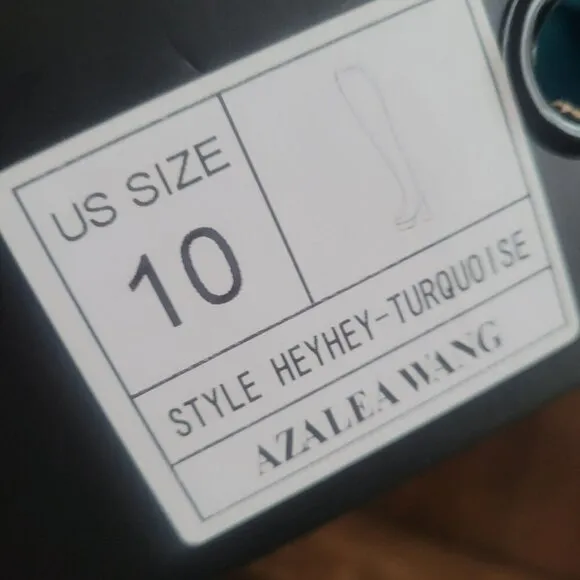 US SIZE
10
STYLE HEYHEY-TURQUOISE
AZALEA WANG